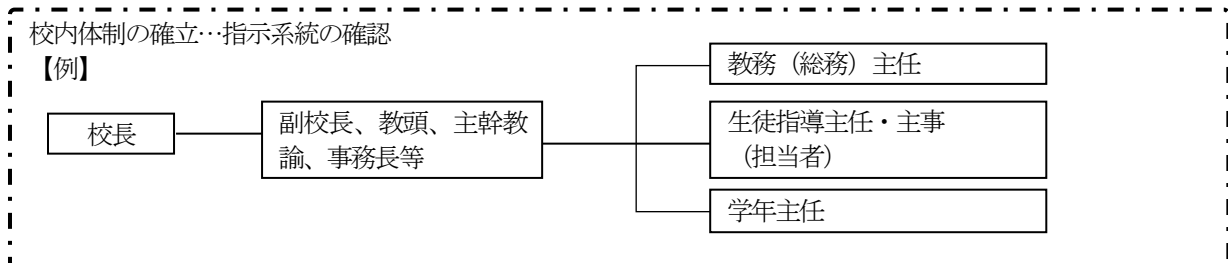 校内体制の確立…指示系統の確認
【例】
校長
副校長、教頭、主幹教
諭、事務長等
教務（総務）主任
生徒指導主任・主事
（担当者）
学年主任